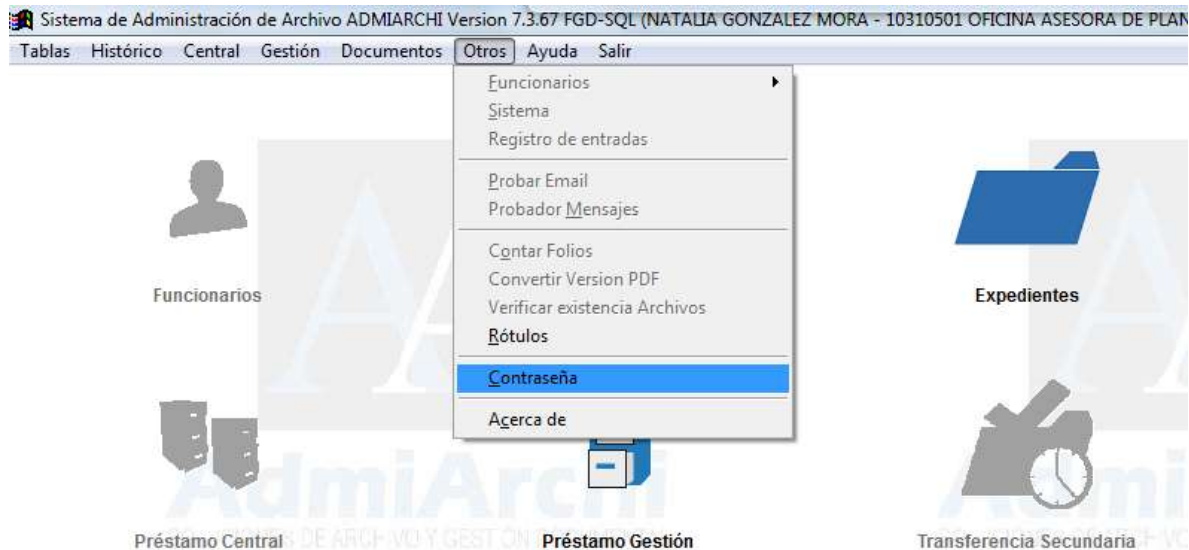 Sistema de Administración de Archivo ADMIARCHI Version 7.3.67 FGD-SQL (NATALIA GONZALEZ MORA - 10310501 OFICINA ASESORA DE PLAN
Tablas Histórico Central Gestión Documentos Otros Ayuda Salir
Funcionarios
Sistema
Registro de entradas
Probar Email
Probador Mensajes
Contar Folios
Convertir Version PDF
Verificar existencia Archivos
Rótulos
Contraseña
Acerca de
Funcionarios
Expedientes
AdmiArchi
Préstamo Central
Préstamo Gestión
Transferencia Secundaria